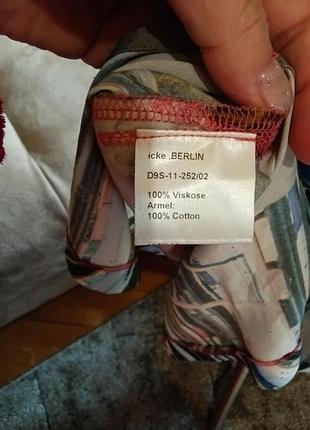 icke ,BERLIN
D9S-11-252/02
100% Viskose
Armel:
100% Cotton